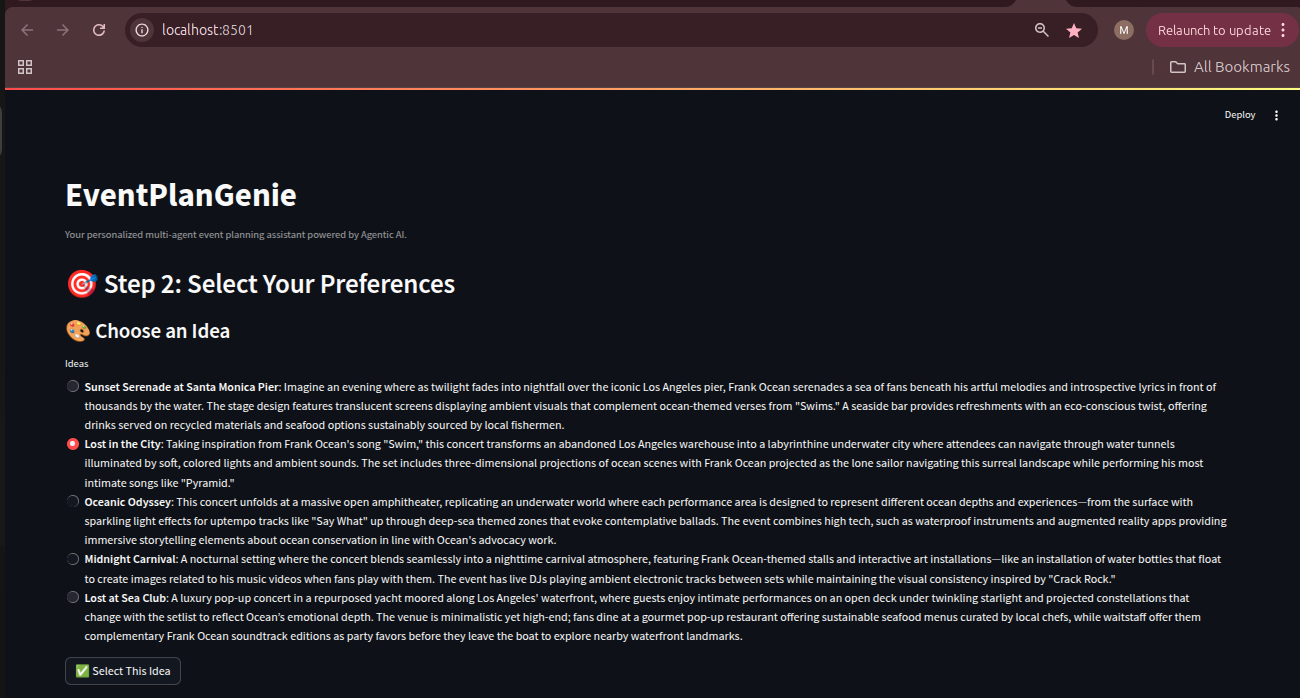 localhost:8501
M
Relaunch to update
All Bookmarks
Deploy
EventPlanGenie
Your personalized multi-agent event planning assistant powered by Agentic AI.
🎯 Step 2: Select Your Preferences
🎨 Choose an Idea
Ideas
Sunset Serenade at Santa Monica Pier: Imagine an evening where as twilight fades into nightfall over the iconic Los Angeles pier, Frank Ocean serenades a sea of fans beneath his artful melodies and introspective lyrics in front of
thousands by the water. The stage design features translucent screens displaying ambient visuals that complement ocean-themed verses from "Swims." A seaside bar provides refreshments with an eco-conscious twist, offering
drinks served on recycled materials and seafood options sustainably sourced by local fishermen.
Lost in the City: Taking inspiration from Frank Ocean's song "Swim," this concert transforms an abandoned Los Angeles warehouse into a labyrinthine underwater city where attendees can navigate through water tunnels
illuminated by soft, colored lights and ambient sounds. The set includes three-dimensional projections of ocean scenes with Frank Ocean projected as the lone sailor navigating this surreal landscape while performing his most
intimate songs like "Pyramid."
Oceanic Odyssey: This concert unfolds at a massive open amphitheater, replicating an underwater world where each performance area is designed to represent different ocean depths and experiences—from the surface with
sparkling light effects for uptempo tracks like "Say What" up through deep-sea themed zones that evoke contemplative ballads. The event combines high tech, such as waterproof instruments and augmented reality apps providing
immersive storytelling elements about ocean conservation in line with Ocean's advocacy work.
Midnight Carnival: A nocturnal setting where the concert blends seamlessly into a nighttime carnival atmosphere, featuring Frank Ocean-themed stalls and interactive art installations—like an installation of water bottles that float
to create images related to his music videos when fans play with them. The event has live DJs playing ambient electronic tracks between sets while maintaining the visual consistency inspired by "Crack Rock."
Lost at Sea Club: A luxury pop-up concert in a repurposed yacht moored along Los Angeles' waterfront, where guests enjoy intimate performances on an open deck under twinkling starlight and projected constellations that
change with the setlist to reflect Ocean's emotional depth. The venue is minimalistic yet high-end; fans dine at a gourmet pop-up restaurant offering sustainable seafood menus curated by local chefs, while waitstaff offer them
complementary Frank Ocean soundtrack editions as party favors before they leave the boat to explore nearby waterfront landmarks.
✅ Select This Idea